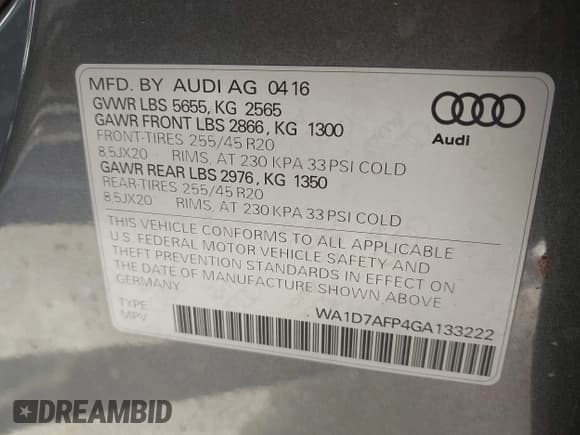 MFD. BY AUDI AG 0416
GVWR LBS 5655, KG 2565
GAWR FRONT LBS 2866, KG 1300
FRONT-TIRES 255/45 R20
8,5JX20 RIMS, AT 230 KPA 33 PSI COLD
GAWR REAR LBS 2976, KG 1350
REAR-TIRES 255/45 R20
8,5JX20 RIMS, AT 230 KPA 33 PSI COLD
THIS VEHICLE CONFORMS TO ALL APPLICABLE
U.S. FEDERAL MOTOR VEHICLE SAFETY AND
THEFT PREVENTION STANDARDS IN EFFECT ON
THE DATE OF MANUFACTURE SHOWN ABOVE
GERMANY
TYPE
MPV
WA1D7AFP4GA133222
Audi
DREAMBID